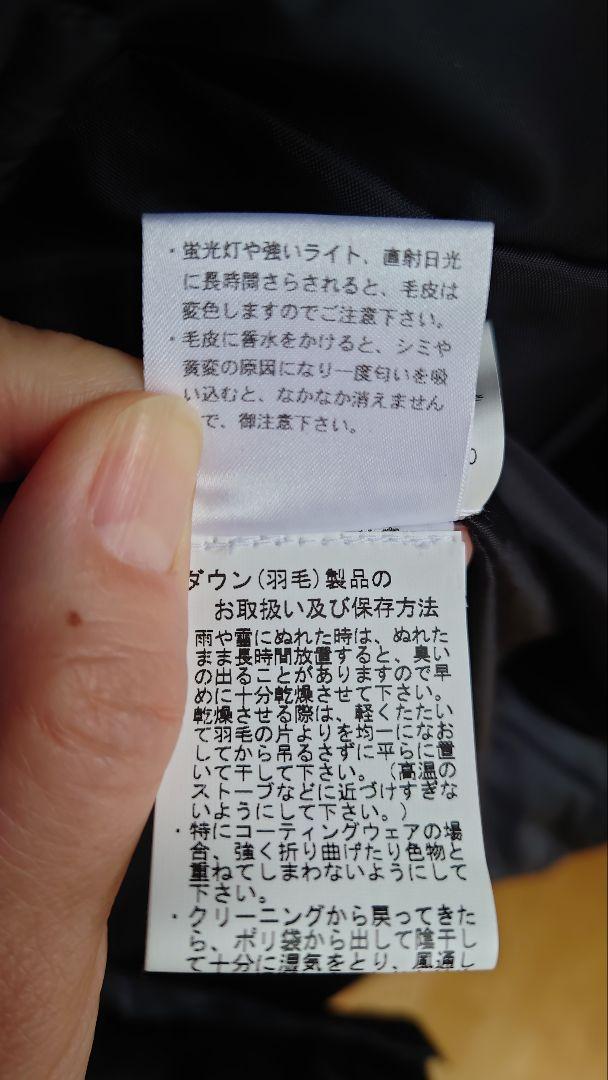 ・蛍光灯や強いライト、直射日光
に長時間さらされると、毛皮は
変色しますのでご注意下さい。
・毛皮に香水をかけると、シミや
黄変の原因になり一度匂いを吸
い込むと、なかなか消えません
で、御注意下さい。
ダウン(羽毛)製品の
お取扱い及び保存方法
雨や雪にぬれた時は、ぬれた
まま長時間放置すると、臭い
の出ることがありますので早
めに十分乾燥させて下さい。
乾燥させる際は、軽くたたい
て羽毛の片よりを均一になお
してから吊るさずに平らに置
いて干して下さい。(高温の
ストーブなどに近づけすぎな
いようにして下さい。)
・特にコーティングウェアの場
合、強く折り曲げたり色物と
重ねてしまわないようにして
下さい。
・クリーニングから戻ってきた
ら、ポリ袋から出して陰干し
て十分に湿気をとり、風通し